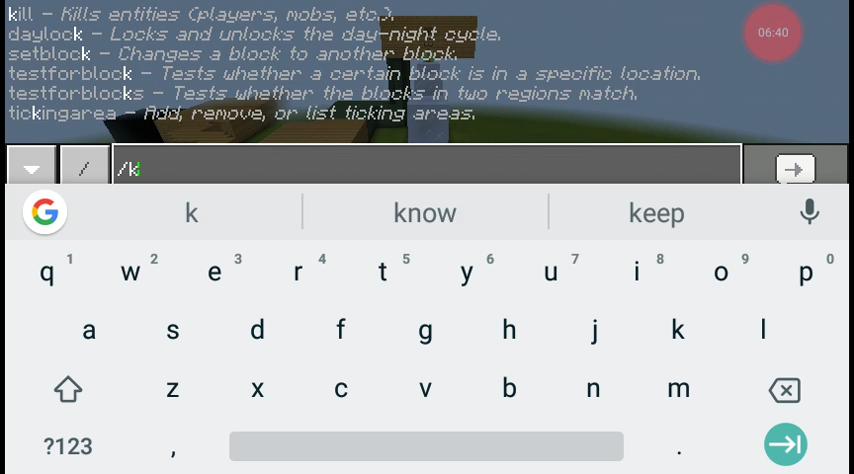 kill - Kills entities (players, mobs, etc.).
daylock - Locks and unlocks the day-night cycle.
setblock - Changes a block to another block.
testforblock - Tests whether a certain block is in a specific location.
testforblocks - Tests whether the blocks in two regions match.
tickingarea - Add, remove, or list ticking areas.
06:40
/ /k
G k know keep
q 1 w 2 e 3 r 4 t 5 y 6 u 7 i 8 o 9 p 0
a s d f g h j k l
z x c v b n m
?123 , .